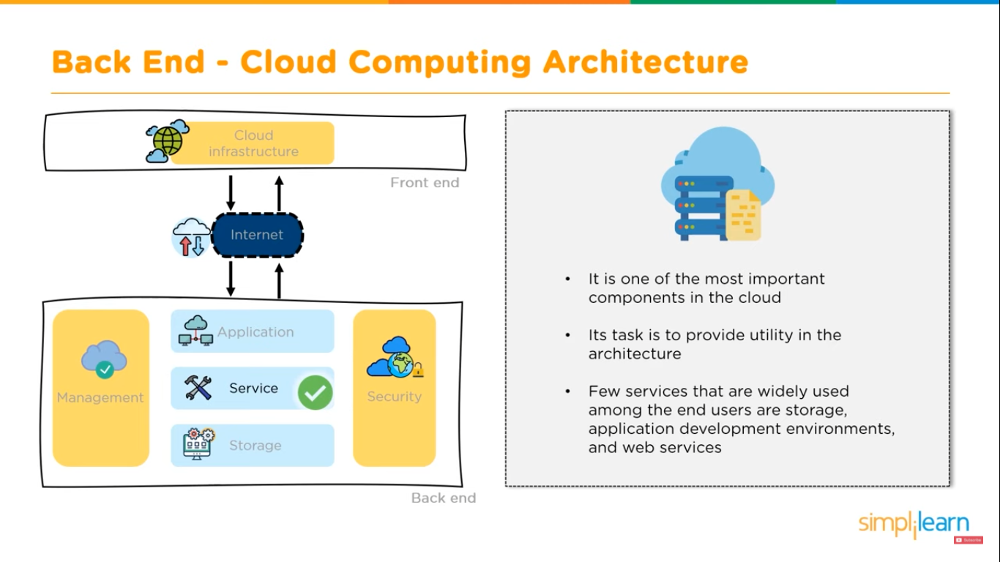 Back End - Cloud Computing Architecture
Cloud
infrastructure
Front end
Internet
Application
Management
Service
Security
Storage
Back end
• It is one of the most important
components in the cloud
• Its task is to provide utility in the
architecture
• Few services that are widely used
among the end users are storage,
application development environments,
and web services
simplilearn
Subscribe